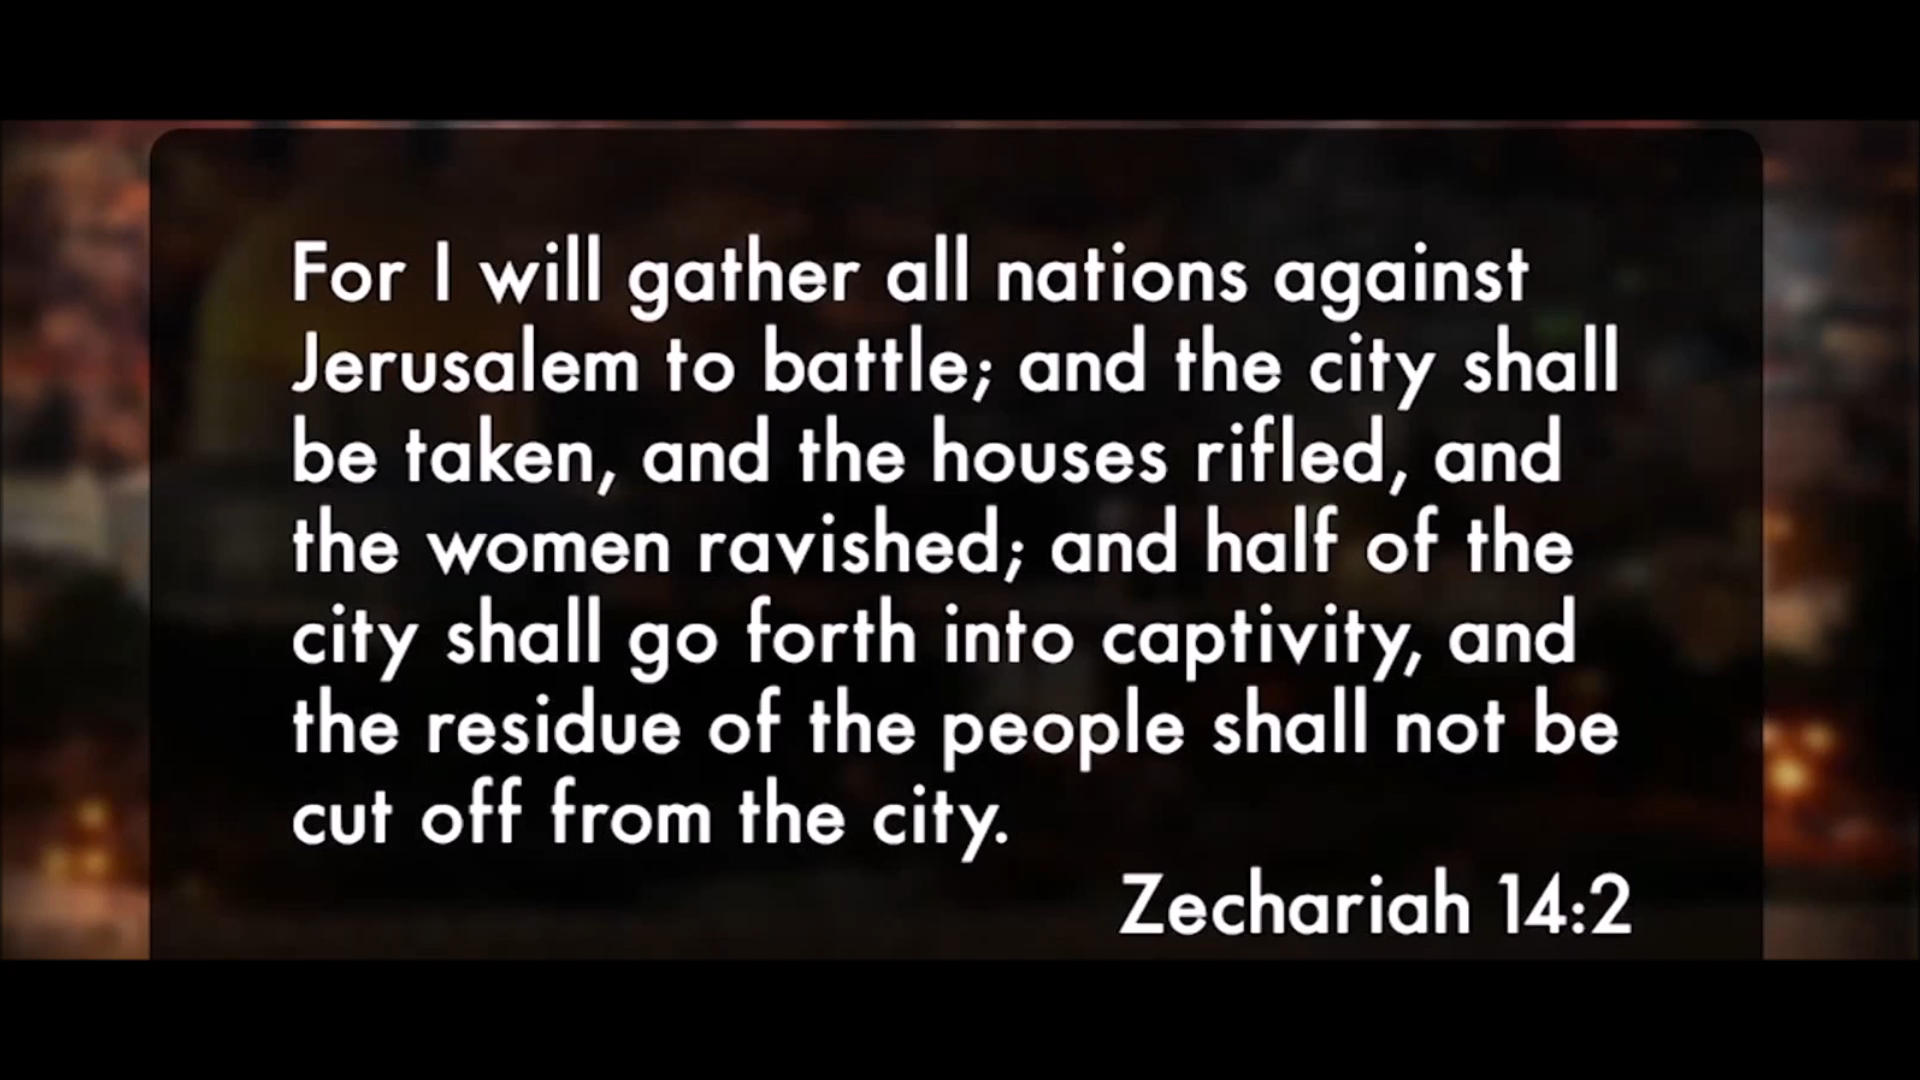 For I will gather all nations against
Jerusalem to battle; and the city shall
be taken, and the houses rifled, and
the women ravished; and half of the
city shall go forth into captivity, and
the residue of the people shall not be
cut off from the city.
Zechariah 14:2